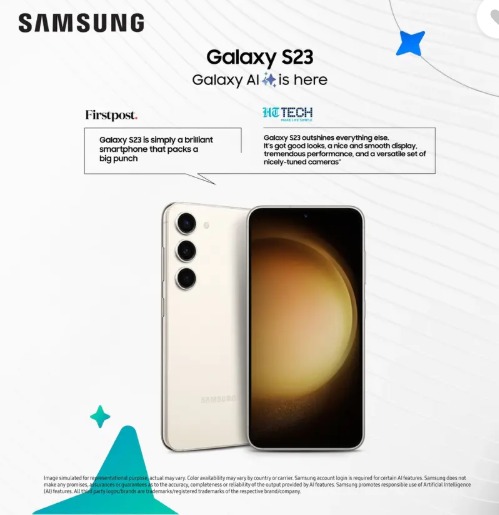 SAMSUNG
Galaxy S23
Galaxy AI is here
Firstpost.
Galaxy S23 is simply a brilliant
smartphone that packs a
big punch
HT TECH
Galaxy S23 outshines everything else.
It's got good looks, a nice and smooth display,
tremendous performance, and a versatile set of
nicely-tuned cameras"
SAMSUNG
Image simulated for representational purpose, actual may vary. Color availability may vary by country or carrier. Samsung account login is required for certain AI features. Samsung does not
make any promises, assurances or guarantees as to the accuracy, completeness or reliability of the output provided by AI features. Samsung promotes responsible use of Artificial Intelligence
(AI) features. All third party logos/brands are trademarks/registered trademarks of the respective brand/company.